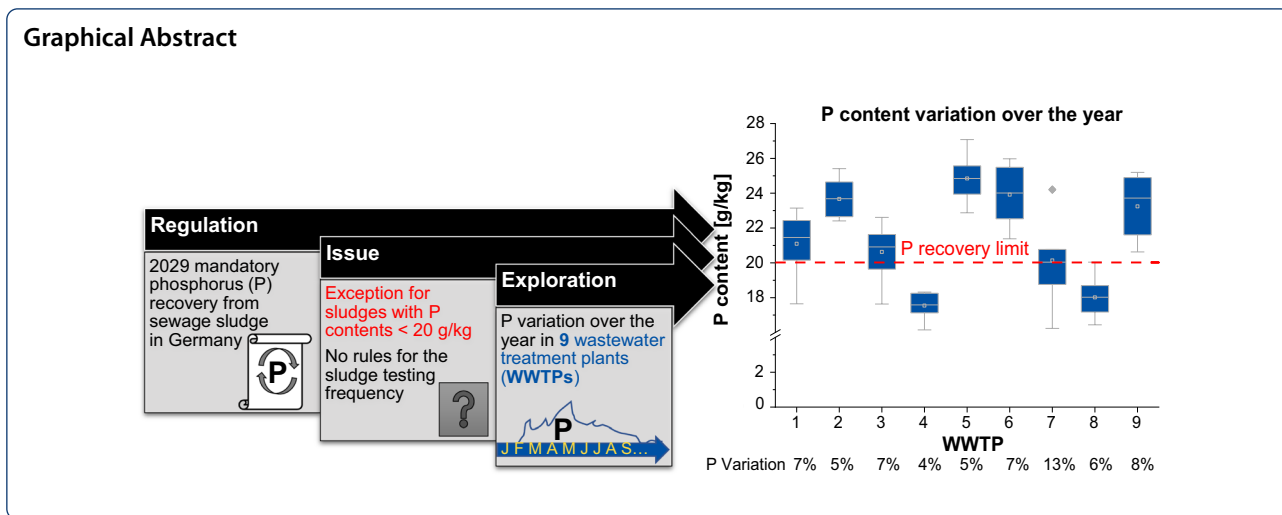 Graphical Abstract
Regulation
2029 mandatory
phosphorus (P)
recovery from
sewage sludge
in Germany
P
Issue
Exception for
sludges with P
contents < 20 g/kg
No rules for the
sludge testing
frequency
?
Exploration
P variation over the
year in 9 wastewater
treatment plants
(WWTPs)
P
J F M A M J J A S...
P content variation over the year
P content [g/kg]
28
26
24
22
20
18
2
0
P recovery limit
1 2 3 4 5 6 7 8 9
WWTP
P Variation 7% 5% 7% 4% 5% 7% 13% 6% 8%